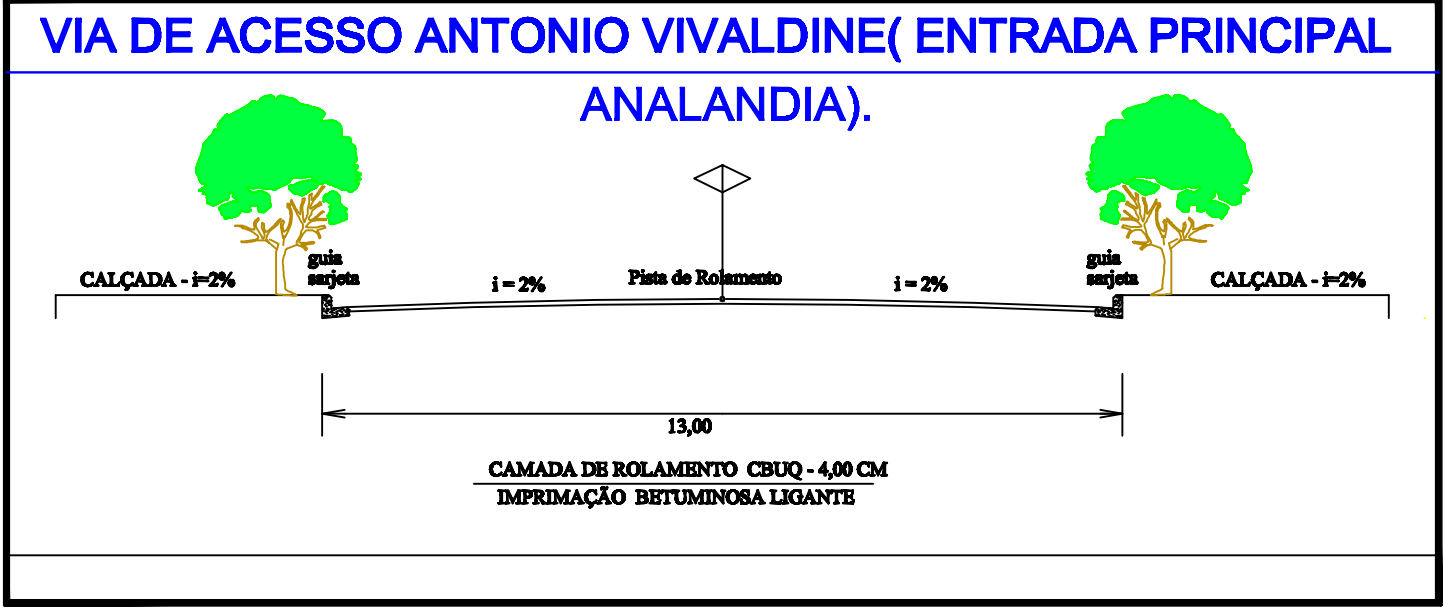 VIA DE ACESSO ANTONIO VIVALDINE( ENTRADA PRINCIPAL
ANALANDIA).
guia
sarjeta
guia
sarjeta
CALÇADA - i=2%
i = 2%
Pista de Rolamento
i = 2%
CALÇADA - i=2%
13,00
CAMADA DE ROLAMENTO CBUQ - 4,00 CM
IMPRIMAÇÃO BETUMINOSA LIGANTE